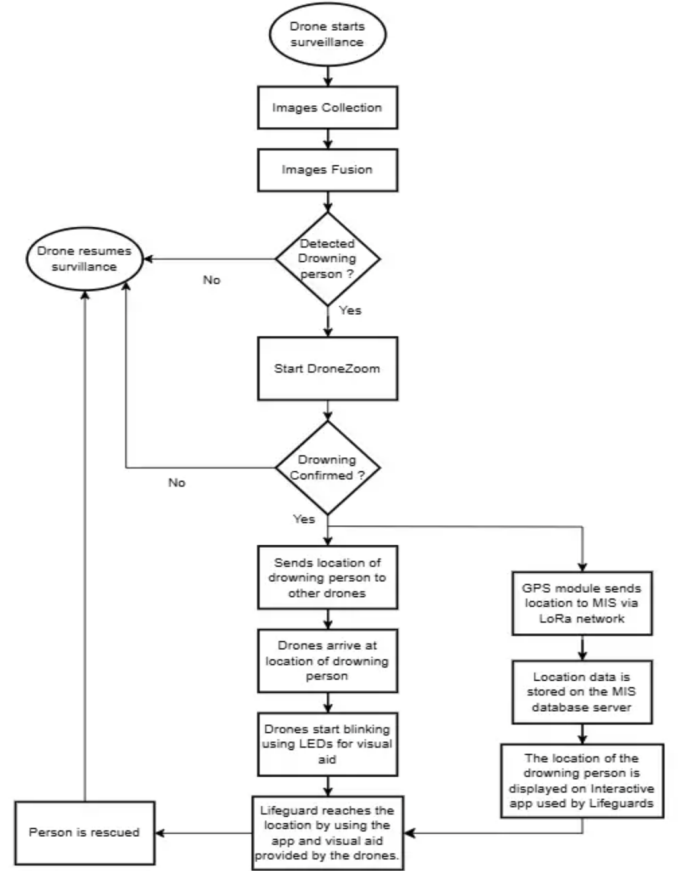 Drone starts
surveillance
Images Collection
Images Fusion
Detected
Drowning
person ?
Drone resumes
survillance
No
Yes
Start DroneZoom
Drowning
Confirmed ?
No
Yes
Sends location of
drowning person to
other drones
GPS module sends
location to MIS via
LoRa network
Drones arrive at
location of drowning
person
Location data is
stored on the MIS
database server
Drones start blinking
using LEDs for visual
aid
The location of the
drowning person is
displayed on Interactive
app used by Lifeguards
Lifeguard reaches the
location by using the
app and visual aid
provided by the drones.
Person is rescued